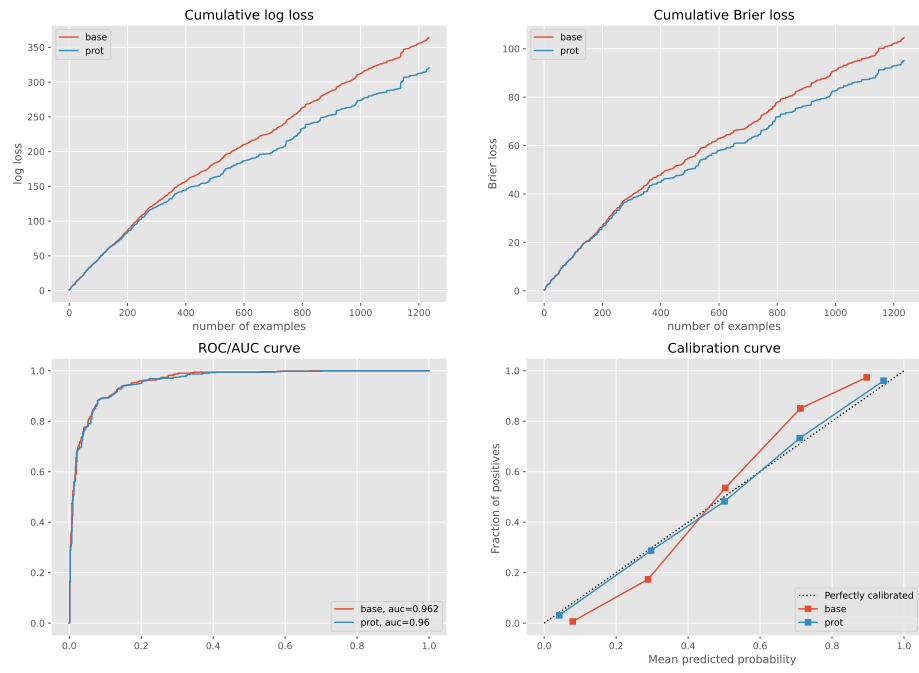 Cumulative log loss
350
300
250
200
150
100
50
0
log loss
base
prot
0 200 400 600 800 1000 1200
number of examples
Cumulative Brier loss
100
80
60
40
20
0
Brier loss
base
prot
0 200 400 600 800 1000 1200
number of examples
ROC/AUC curve
1.0
0.8
0.6
0.4
0.2
0.0
base, auc=0.962
prot, auc=0.96
0.0 0.2 0.4 0.6 0.8 1.0
Calibration curve
1.0
0.8
0.6
0.4
0.2
0.0
Fraction of positives
Perfectly calibrated
base
prot
0.0 0.2 0.4 0.6 0.8 1.0
Mean predicted probability